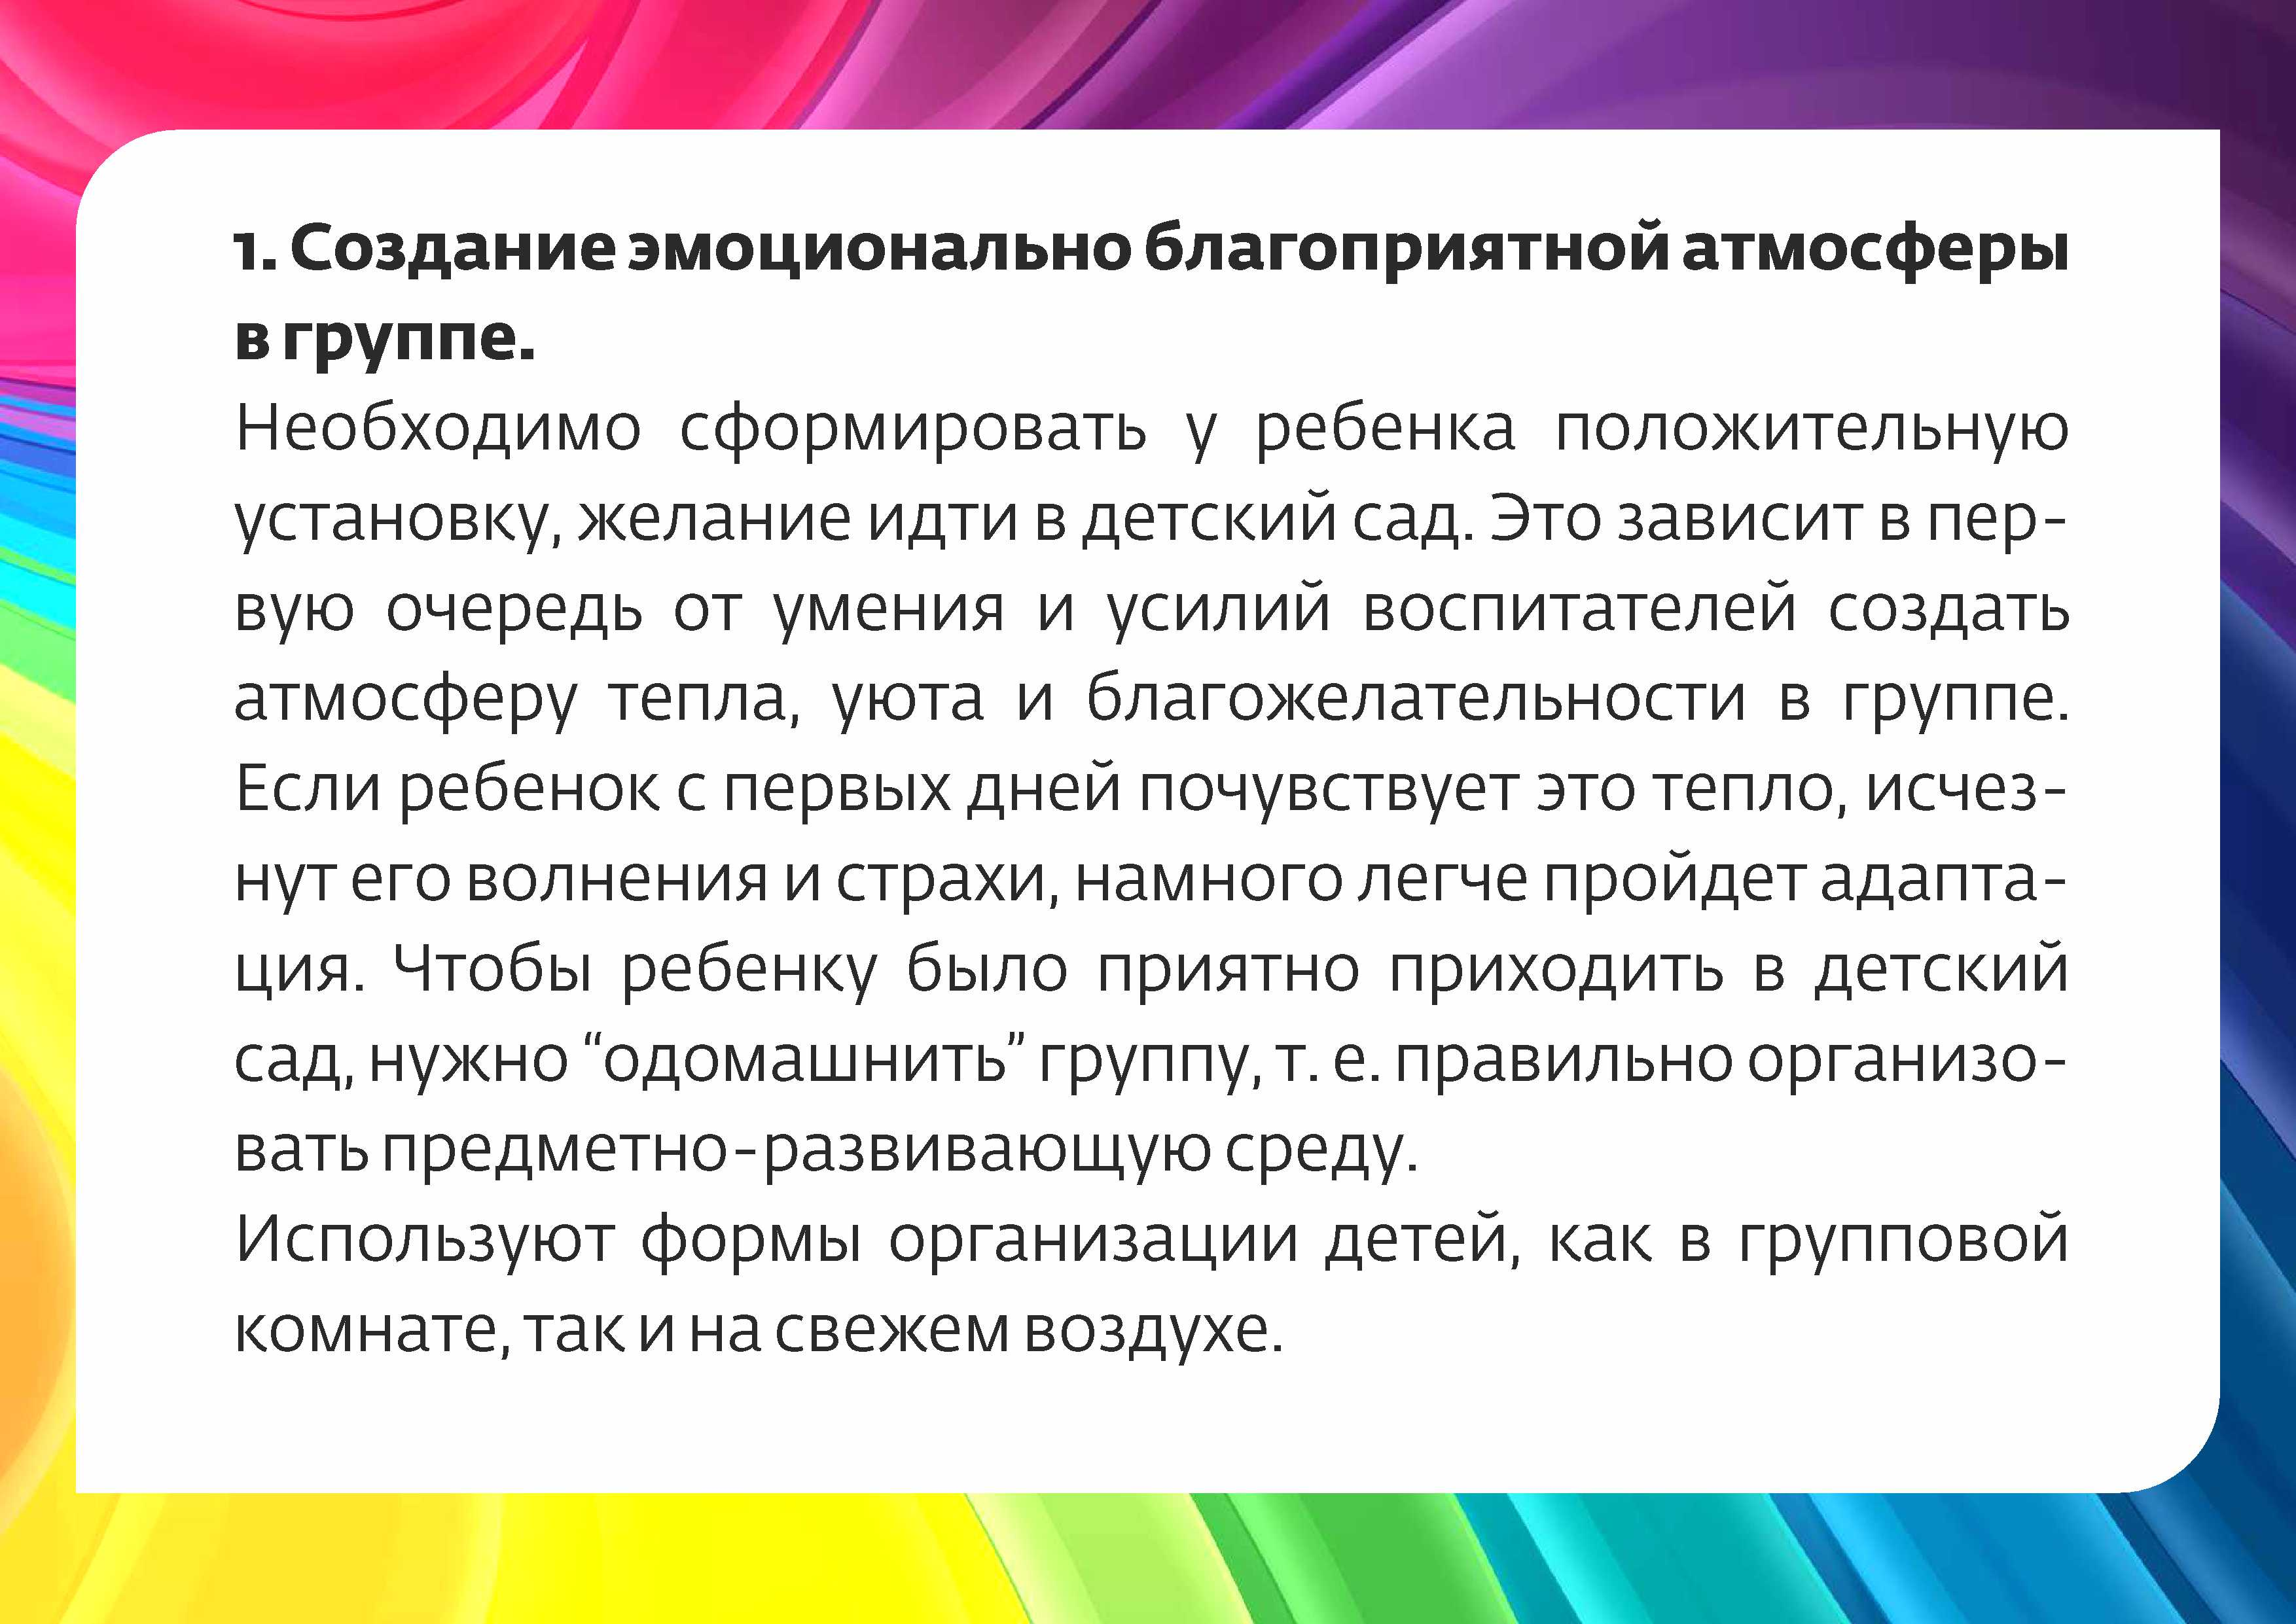 1. Создание эмоционально благоприятной атмосферы
в группе.
Необходимо сформировать у ребенка положительную
установку, желание идти в детский сад. Это зависит в пер-
вую очередь от умения и усилий воспитателей создать
атмосферу тепла, уюта и благожелательности в группе.
Если ребенок с первых дней почувствует это тепло, исчез-
нут его волнения и страхи, намного легче пройдет адапта-
ция. Чтобы ребенку было приятно приходить в детский
сад, нужно “одомашнить” группу, т. е. правильно организо-
вать предметно-развивающую среду.
Используют формы организации детей, как в групповой
комнате, так и на свежем воздухе.